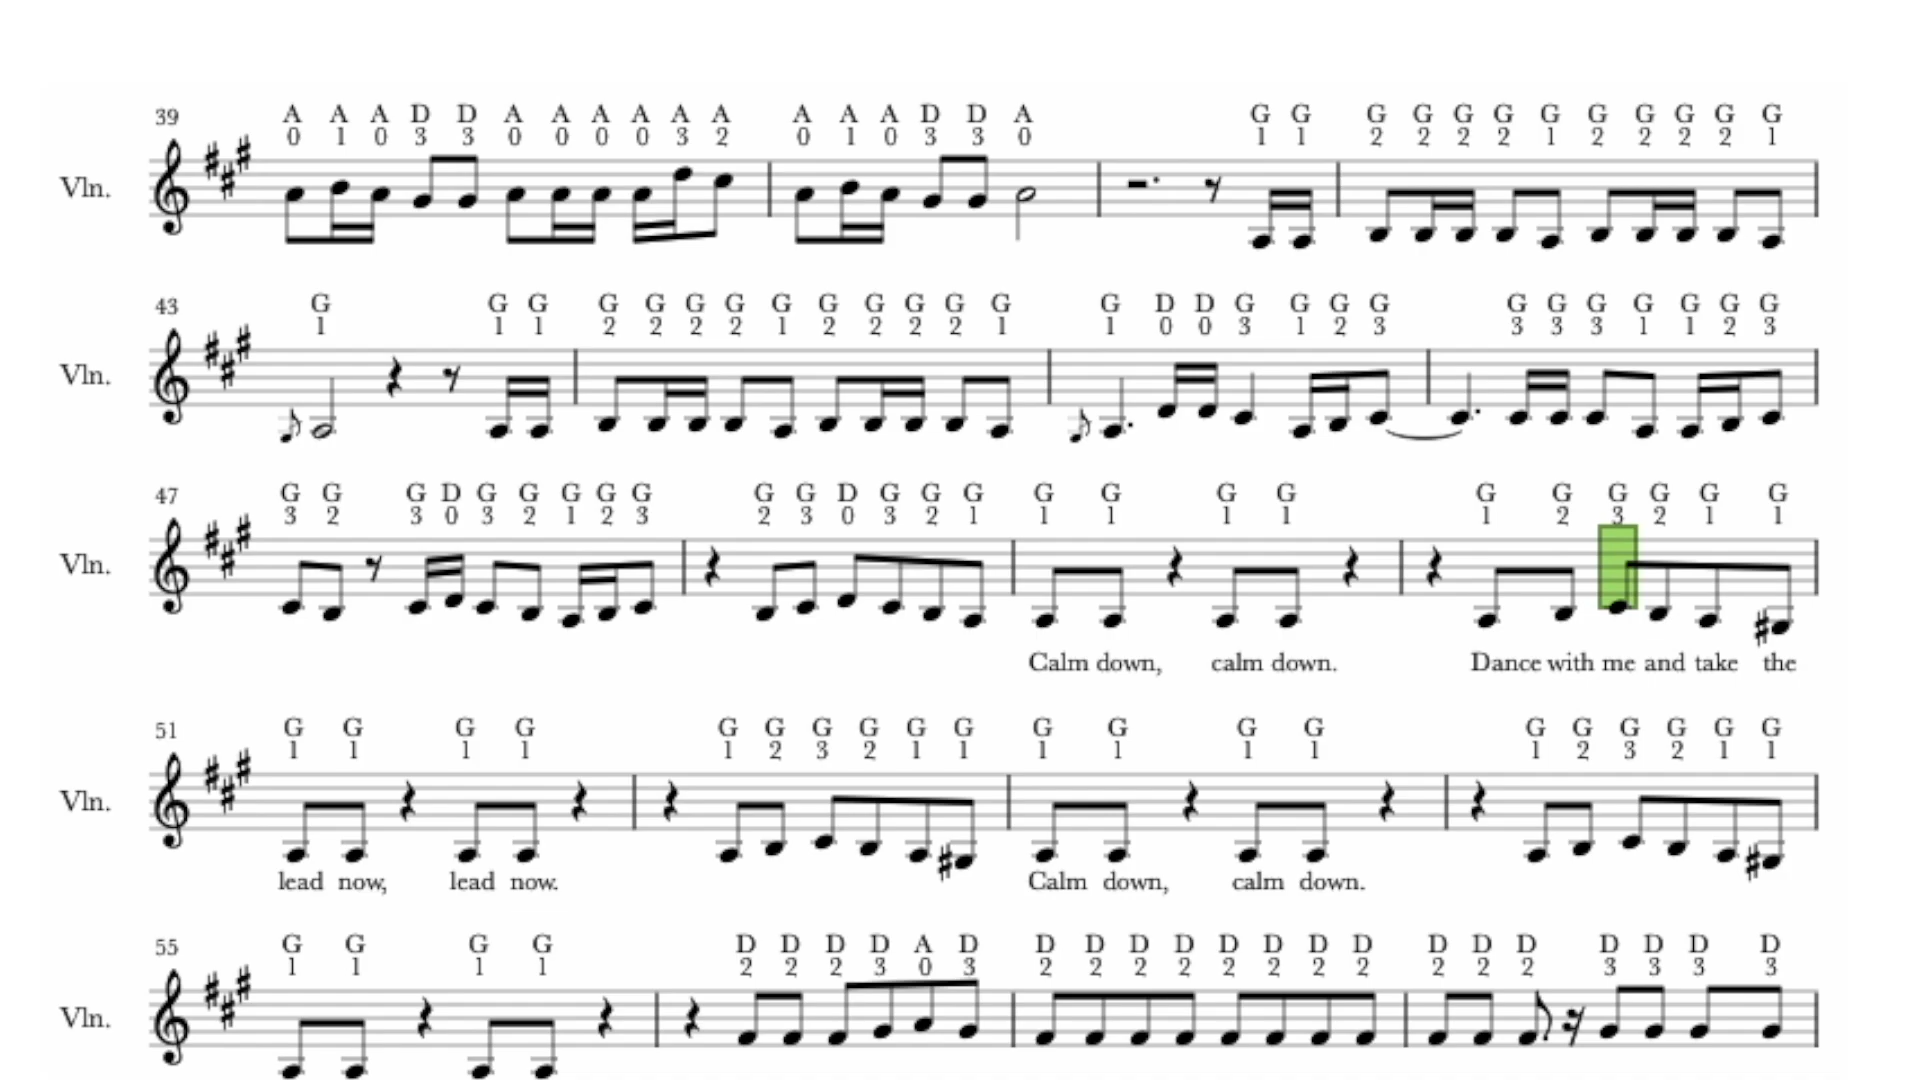 39 A A A D D A A A A A A A A A D D A G G G G G G G G G G G G
0 1 0 3 3 0 0 0 0 3 2 0 1 0 3 3 0 1 1 2 2 2 2 1 2 2 2 2 1
Vln.
43 G G G G G G G G G G G G G G D D G G G G G G G G G G G
1 1 1 2 2 2 2 1 2 2 2 2 1 1 0 0 3 1 2 3 3 3 3 1 1 2 3
Vln.
47 G G G D G G G G G G G D G G G G G G G G G G G G G
3 2 3 0 3 2 1 2 3 2 3 0 3 2 1 1 1 1 1 1 2 3 2 1 1
Vln.
Calm down, calm down. Dance with me and take the
51 G G G G G G G G G G G G G G G G G G G G
1 1 1 1 1 2 3 2 1 1 1 1 1 1 1 2 3 2 1 1
Vln.
lead now, lead now. Calm down, calm down.
55 G G G G D D D D A D D D D D D D D D D D D D D D D
1 1 1 1 2 2 2 3 0 3 2 2 2 2 2 2 2 2 2 2 2 3 3 3 3
Vln.